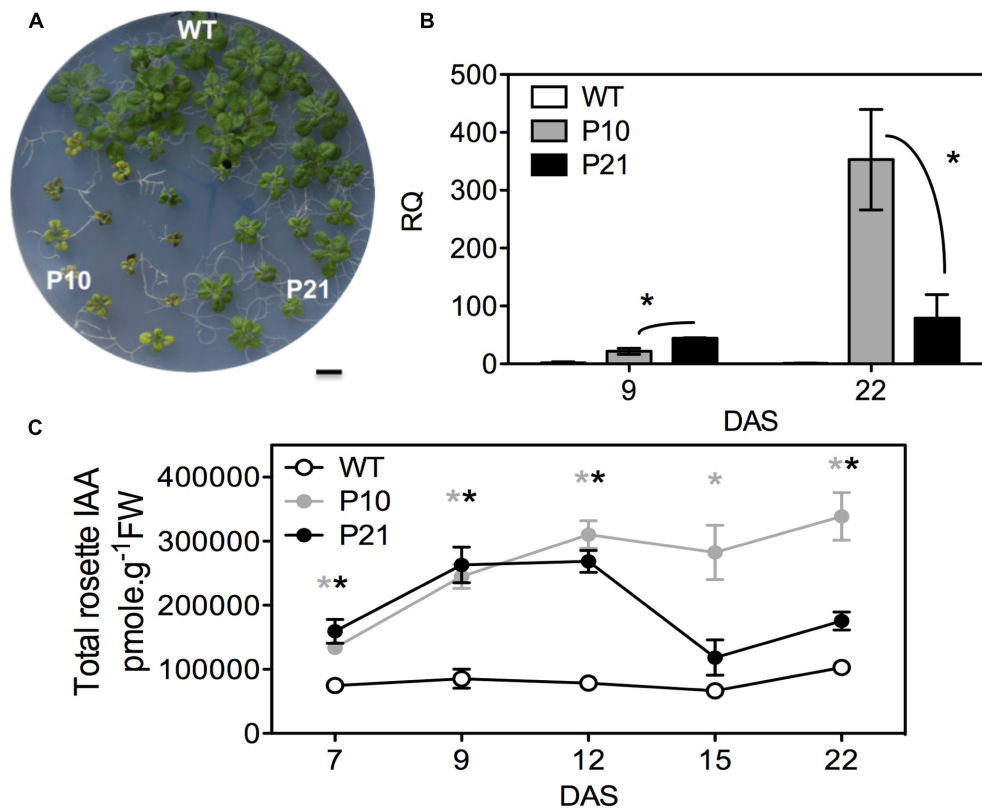 A
WT
P10
P21
B
500
400
300
200
100
0
RQ
WT
P10
P21
*
*
9
22
DAS
C
400000
300000
200000
100000
0
Total rosette IAA
pmole.g⁻¹FW
WT
P10
P21
**
**
**
*
**
7
9
12
15
22
DAS